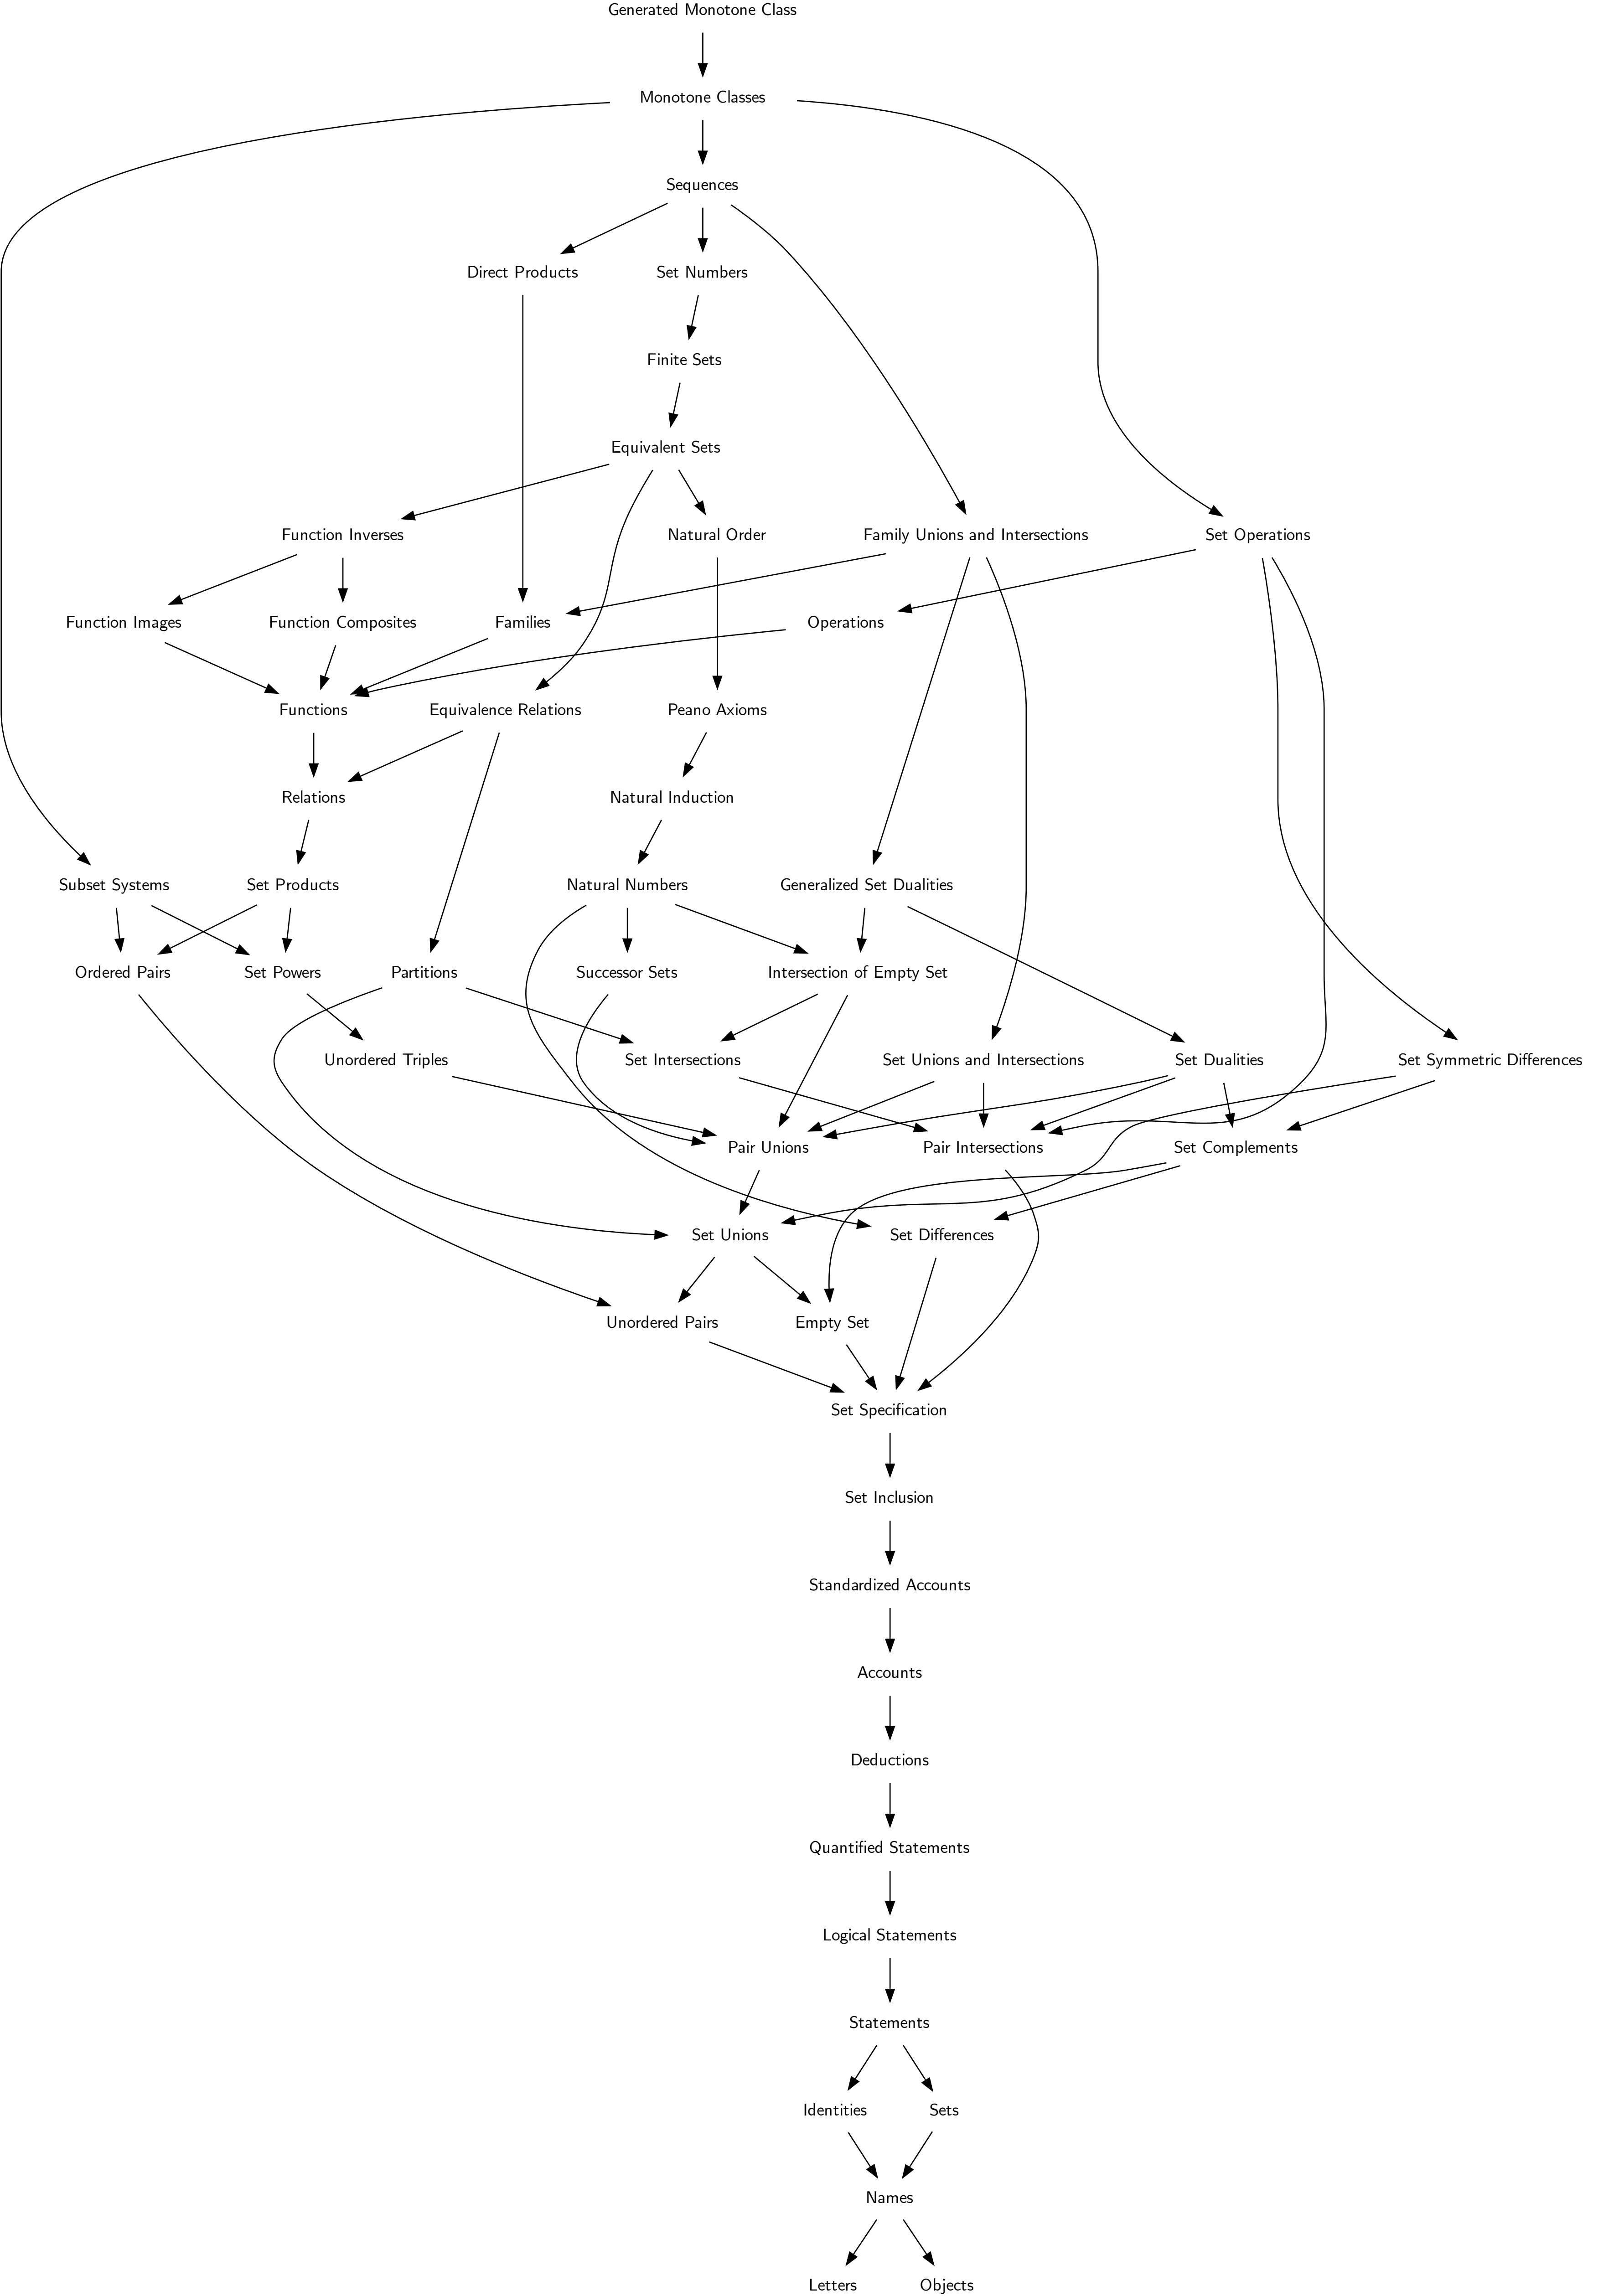 Generated Monotone Class
Monotone Classes
Sequences
Direct Products
Set Numbers
Finite Sets
Equivalent Sets
Function Inverses
Natural Order
Family Unions and Intersections
Set Operations
Function Images
Function Composites
Families
Operations
Functions
Equivalence Relations
Peano Axioms
Relations
Natural Induction
Subset Systems
Set Products
Natural Numbers
Generalized Set Dualities
Ordered Pairs
Set Powers
Partitions
Successor Sets
Intersection of Empty Set
Unordered Triples
Set Intersections
Set Unions and Intersections
Set Dualities
Set Symmetric Differences
Pair Unions
Pair Intersections
Set Complements
Set Unions
Set Differences
Unordered Pairs
Empty Set
Set Specification
Set Inclusion
Standardized Accounts
Accounts
Deductions
Quantified Statements
Logical Statements
Statements
Identities
Sets
Names
Letters
Objects